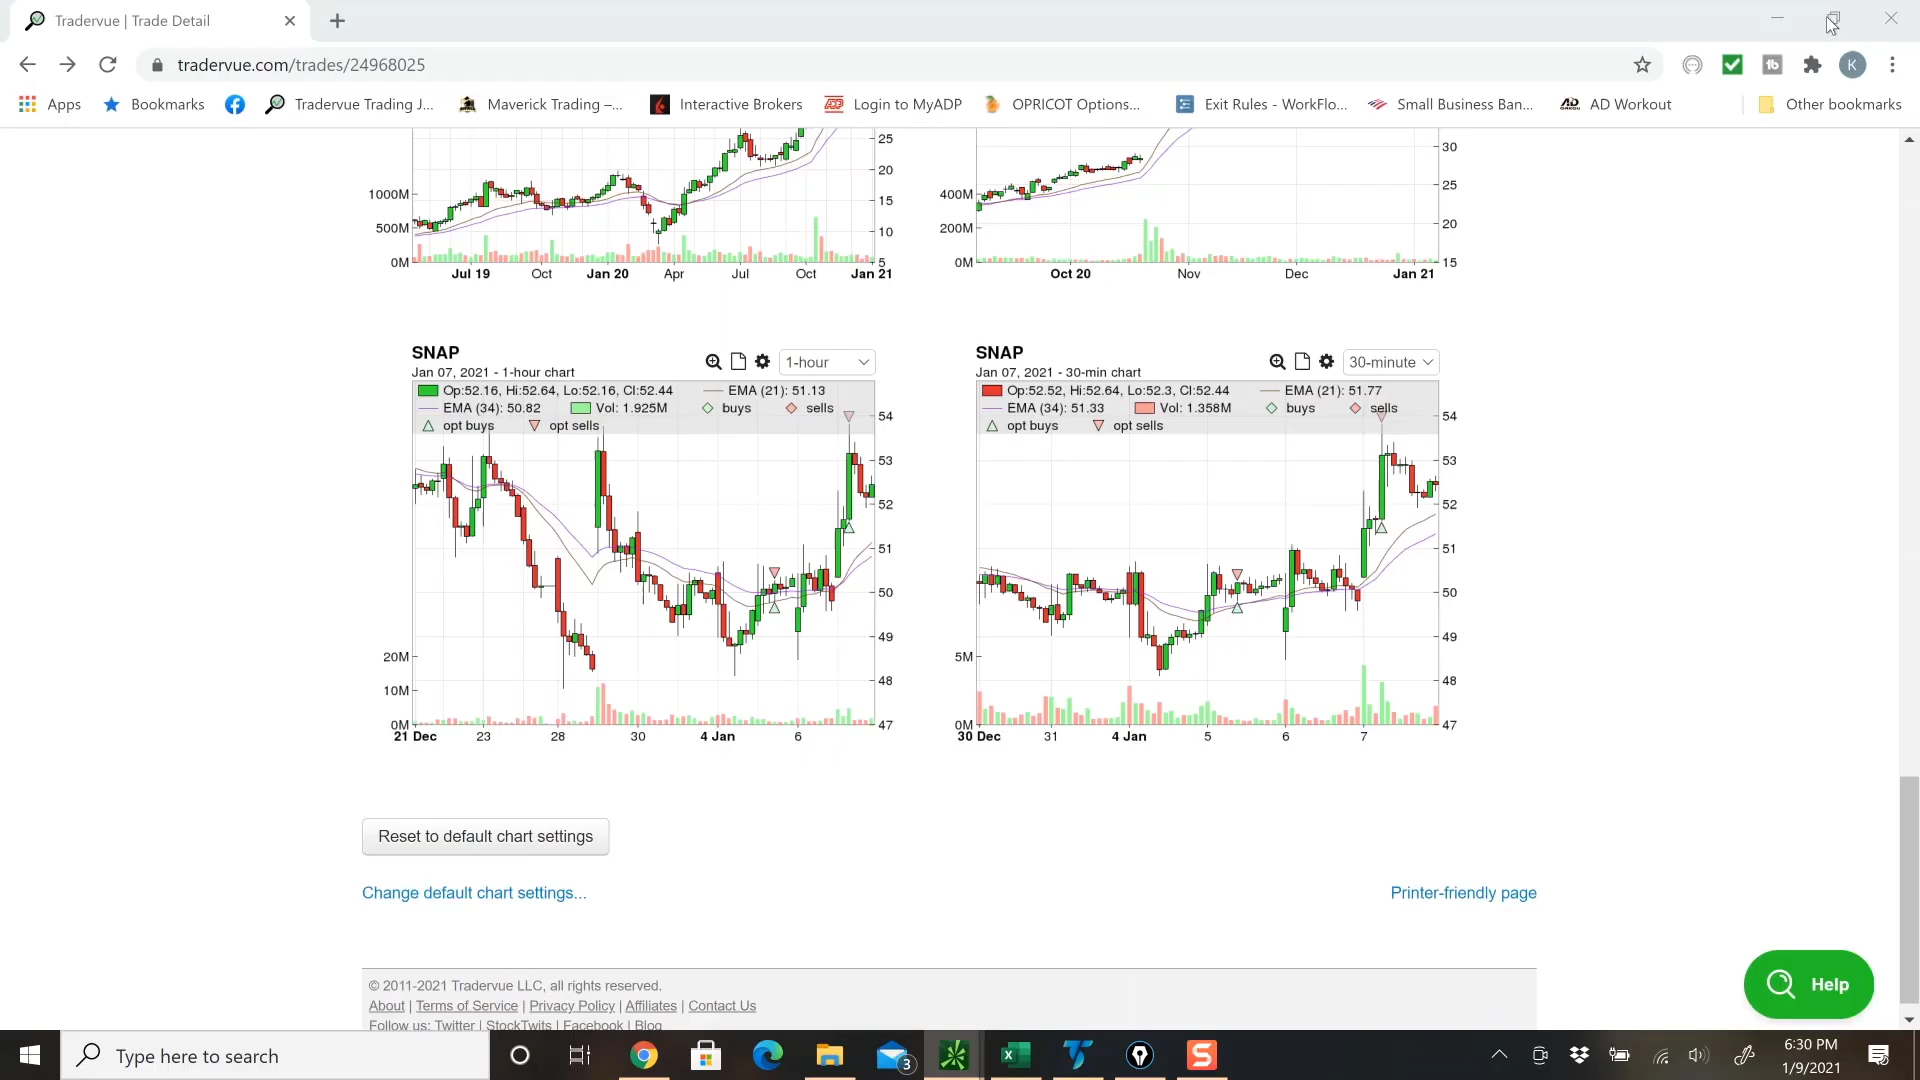 Tradervue | Trade Detail
tradervue.com/trades/24968025
K
Apps Bookmarks Tradervue Trading J... Maverick Trading –... Interactive Brokers ADP Login to MyADP OPRICOT Options... Exit Rules - WorkFlo... Small Business Ban... AD Workout Other bookmarks
25
20
15
10
5
1000M
500M
0M
Jul 19 Oct Jan 20 Apr Jul Oct Jan 21
30
25
20
15
400M
200M
0M
Oct 20 Nov Dec Jan 21
SNAP
Jan 07, 2021 - 1-hour chart
1-hour
Op:52.16, Hi:52.64, Lo:52.16, Cl:52.44 EMA (21): 51.13
EMA (34): 50.82 Vol: 1.925M buys sells
opt buys opt sells
54
53
52
51
50
49
48
47
20M
10M
0M
21 Dec 23 28 30 4 Jan 6
SNAP
Jan 07, 2021 - 30-min chart
30-minute
Op:52.52, Hi:52.64, Lo:52.3, Cl:52.44 EMA (21): 51.77
EMA (34): 51.33 Vol: 1.358M buys sells
opt buys opt sells
54
53
52
51
50
49
48
47
5M
0M
30 Dec 31 4 Jan 5 6 7
Reset to default chart settings
Change default chart settings...
Printer-friendly page
© 2011-2021 Tradervue LLC, all rights reserved.
About | Terms of Service | Privacy Policy | Affiliates | Contact Us
Follow us: Twitter | StockTwits | Facebook | Blog
Help
Type here to search
3
6:30 PM
1/9/2021